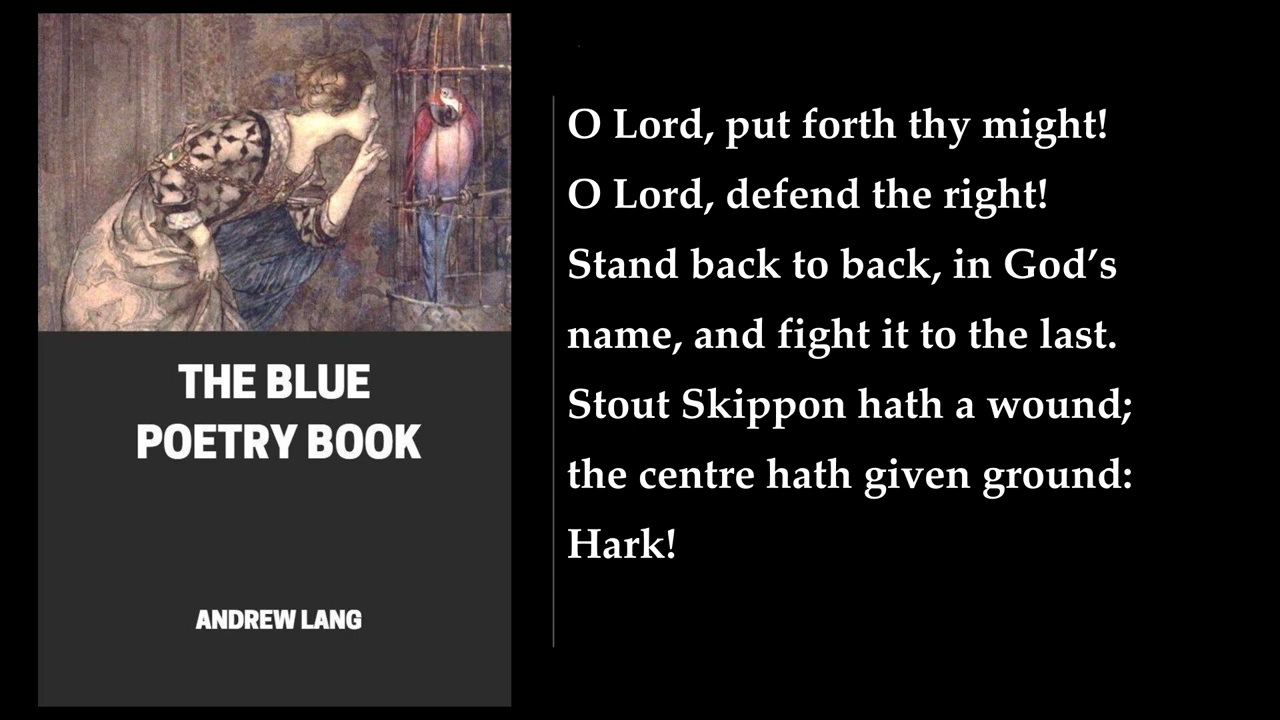 THE BLUE
POETRY BOOK
ANDREW LANG
O Lord, put forth thy might!
O Lord, defend the right!
Stand back to back, in God’s
name, and fight it to the last.
Stout Skippon hath a wound;
the centre hath given ground:
Hark!